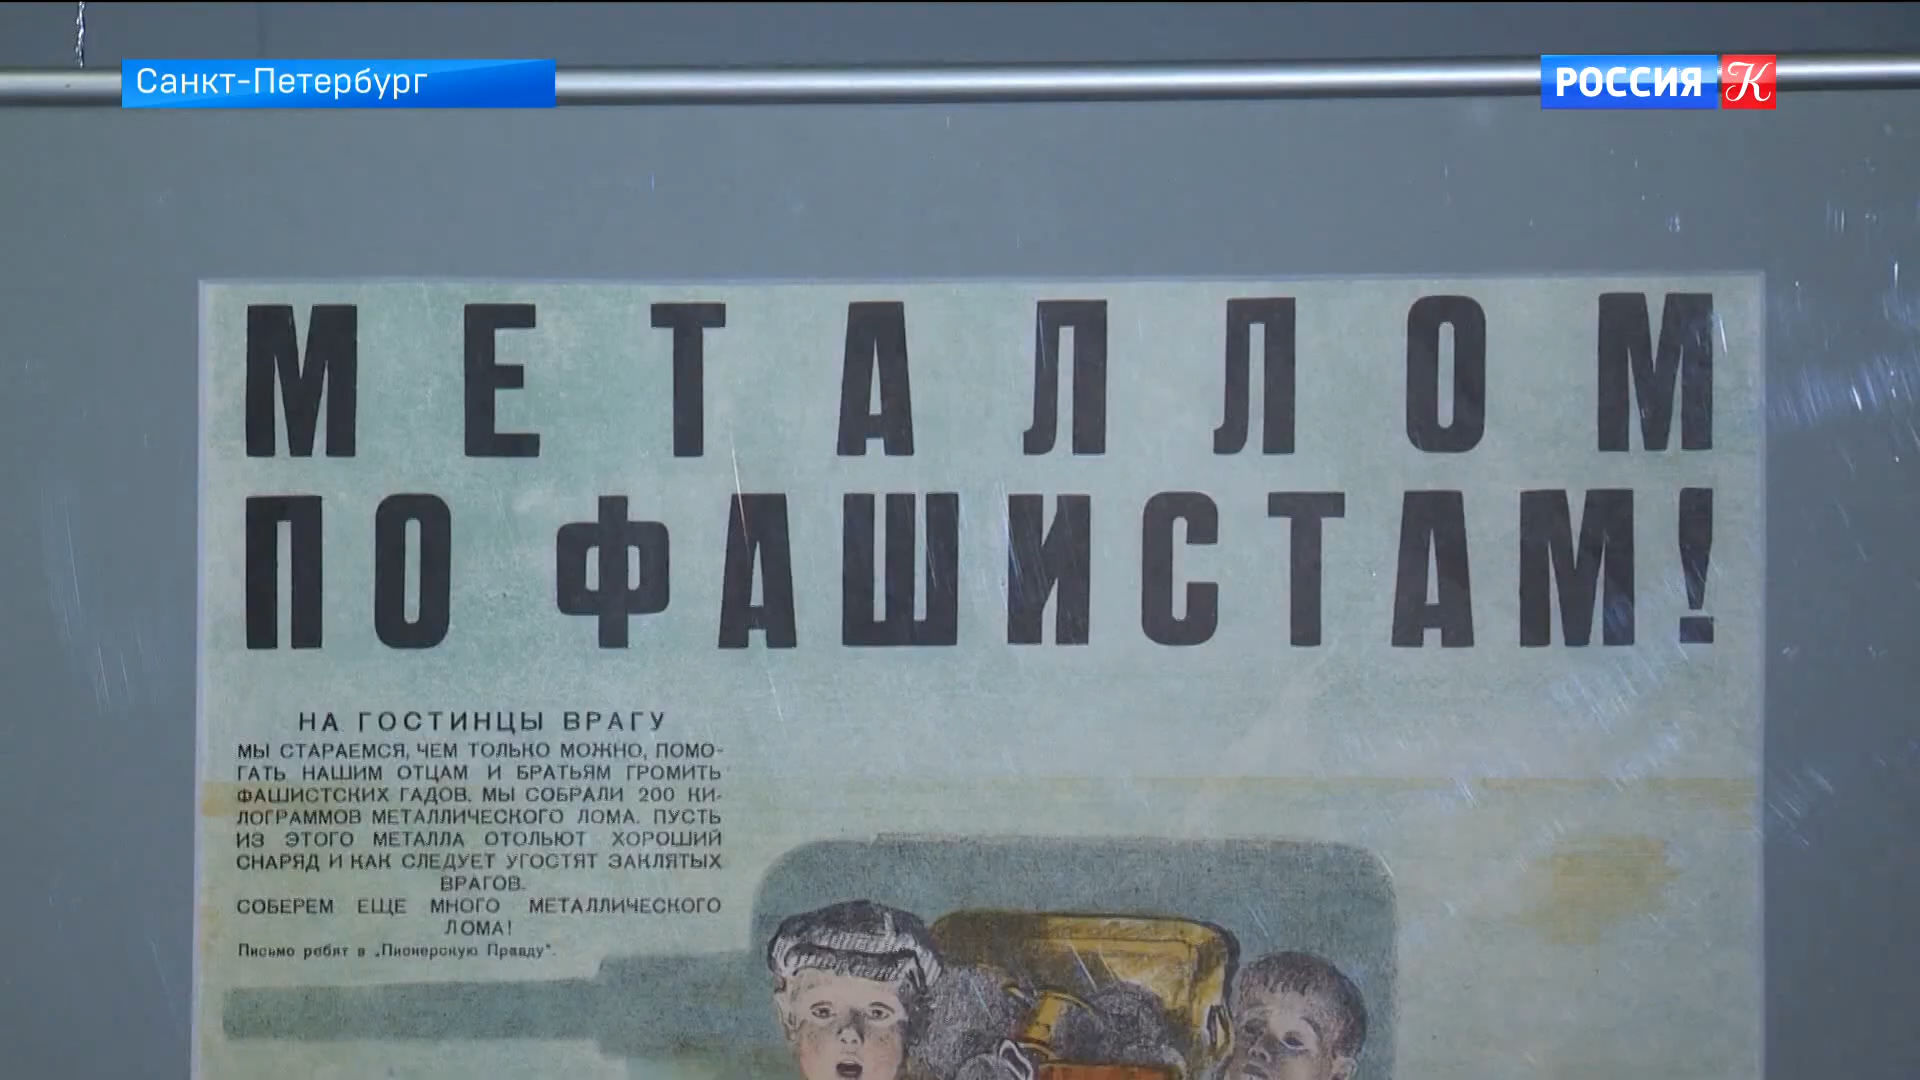 Санкт-Петербург
РОССИЯ К
МЕТАЛЛОМ
ПО ФАШИСТАМ!
НА ГОСТИНЦЫ ВРАГУ
МЫ СТАРАЕМСЯ, ЧЕМ ТОЛЬКО МОЖНО, ПОМО-
ГАТЬ НАШИМ ОТЦАМ И БРАТЬЯМ ГРОМИТЬ
ФАШИСТСКИХ ГАДОВ. МЫ СОБРАЛИ 200 КИ-
ЛОГРАММОВ МЕТАЛЛИЧЕСКОГО ЛОМА. ПУСТЬ
ИЗ ЭТОГО МЕТАЛЛА ОТОЛЬЮТ ХОРОШИЙ
СНАРЯД И КАК СЛЕДУЕТ УГОСТЯТ ЗАКЛЯТЫХ
ВРАГОВ.
СОБЕРЕМ ЕЩЕ МНОГО МЕТАЛЛИЧЕСКОГО
ЛОМА!
Письмо ребят в „Пионерскую Правду".